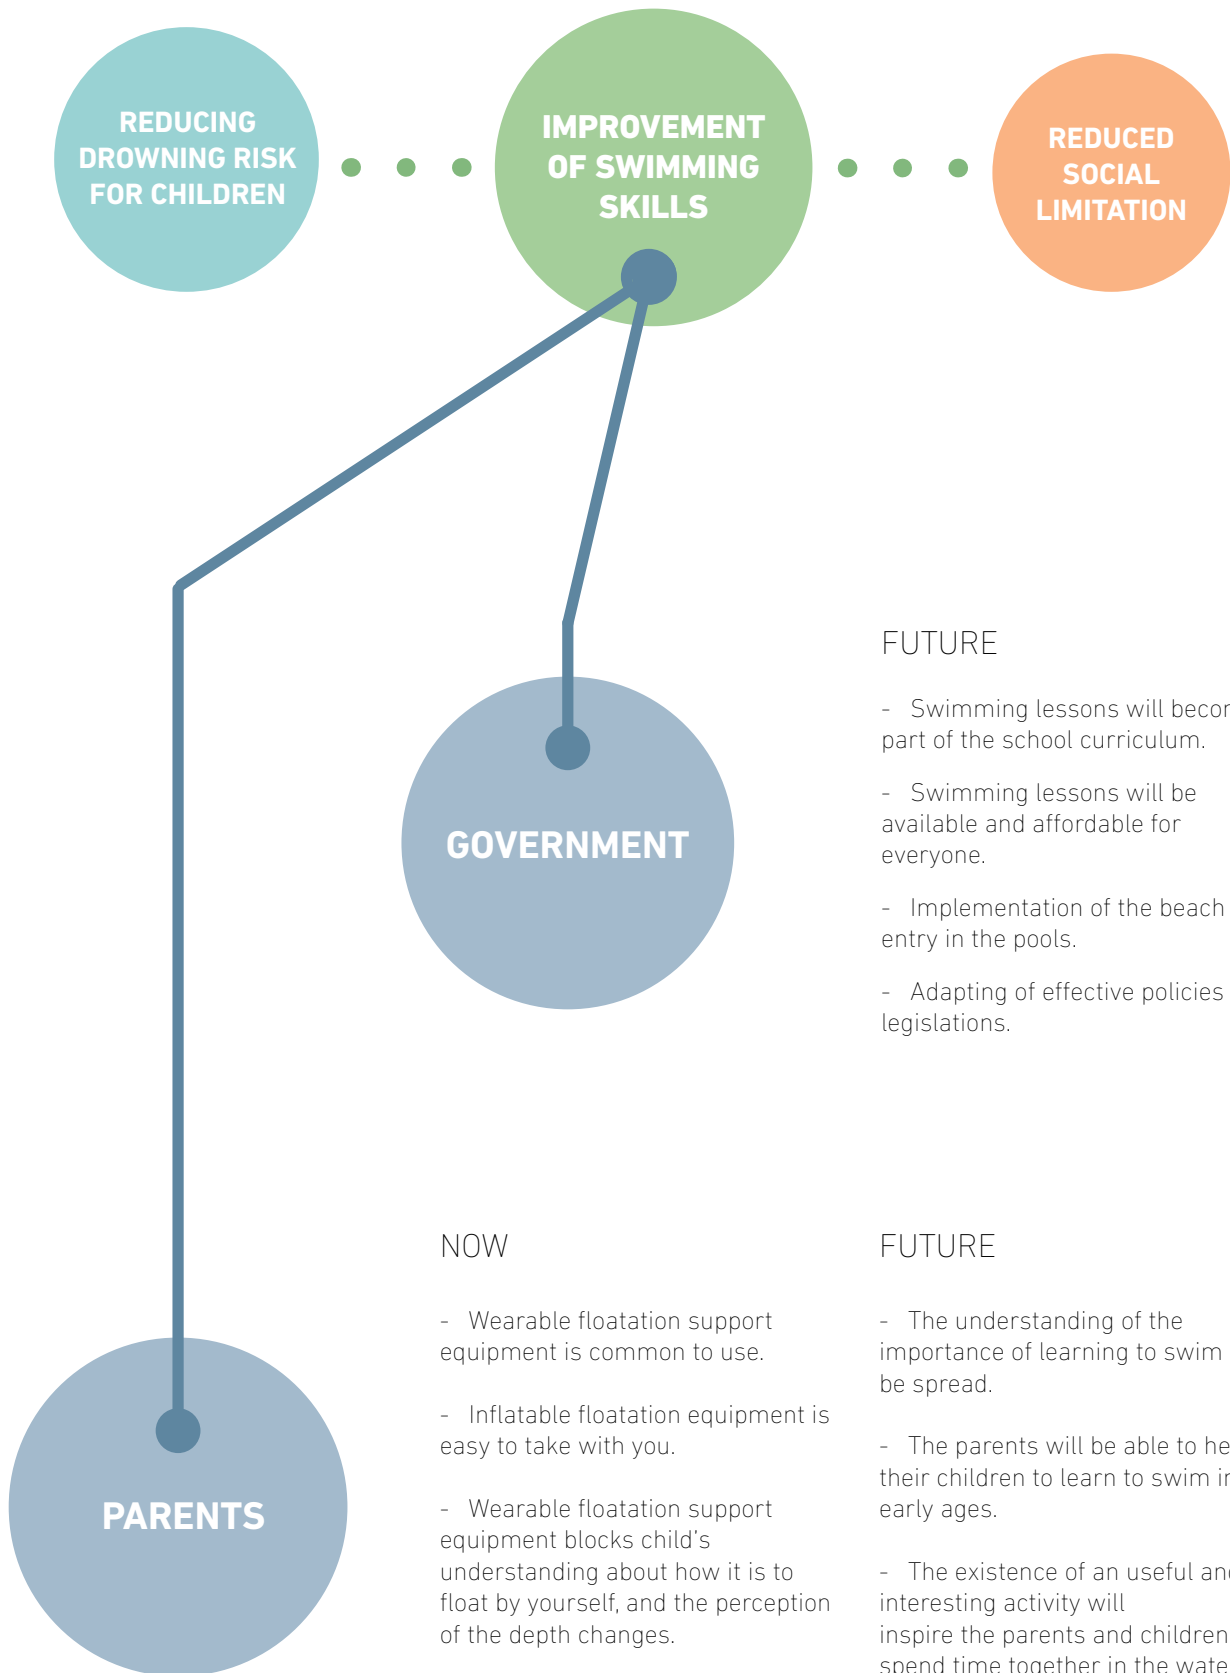 REDUCING
DROWNING RISK
FOR CHILDREN
IMPROVEMENT
OF SWIMMING
SKILLS
REDUCED
SOCIAL
LIMITATION
GOVERNMENT
FUTURE
- Swimming lessons will
part of the school curriculum.
- Swimming lessons will be
available and affordable for
everyone.
- Implementation of the beach
entry in the pools.
- Adapting of effective policies
legislations.
PARENTS
NOW
- Wearable floatation support
equipment is common to use.
- Inflatable floatation equipment is
easy to take with you.
- Wearable floatation support
equipment blocks child's
understanding about how it is to
float by yourself, and the perception
of the depth changes.
FUTURE
- The understanding of the
importance of learning to swim
be spread.
- The parents will be able to
their children to learn to swim
early ages.
- The existence of an useful
interesting activity will
inspire the parents and children
spend time together in the